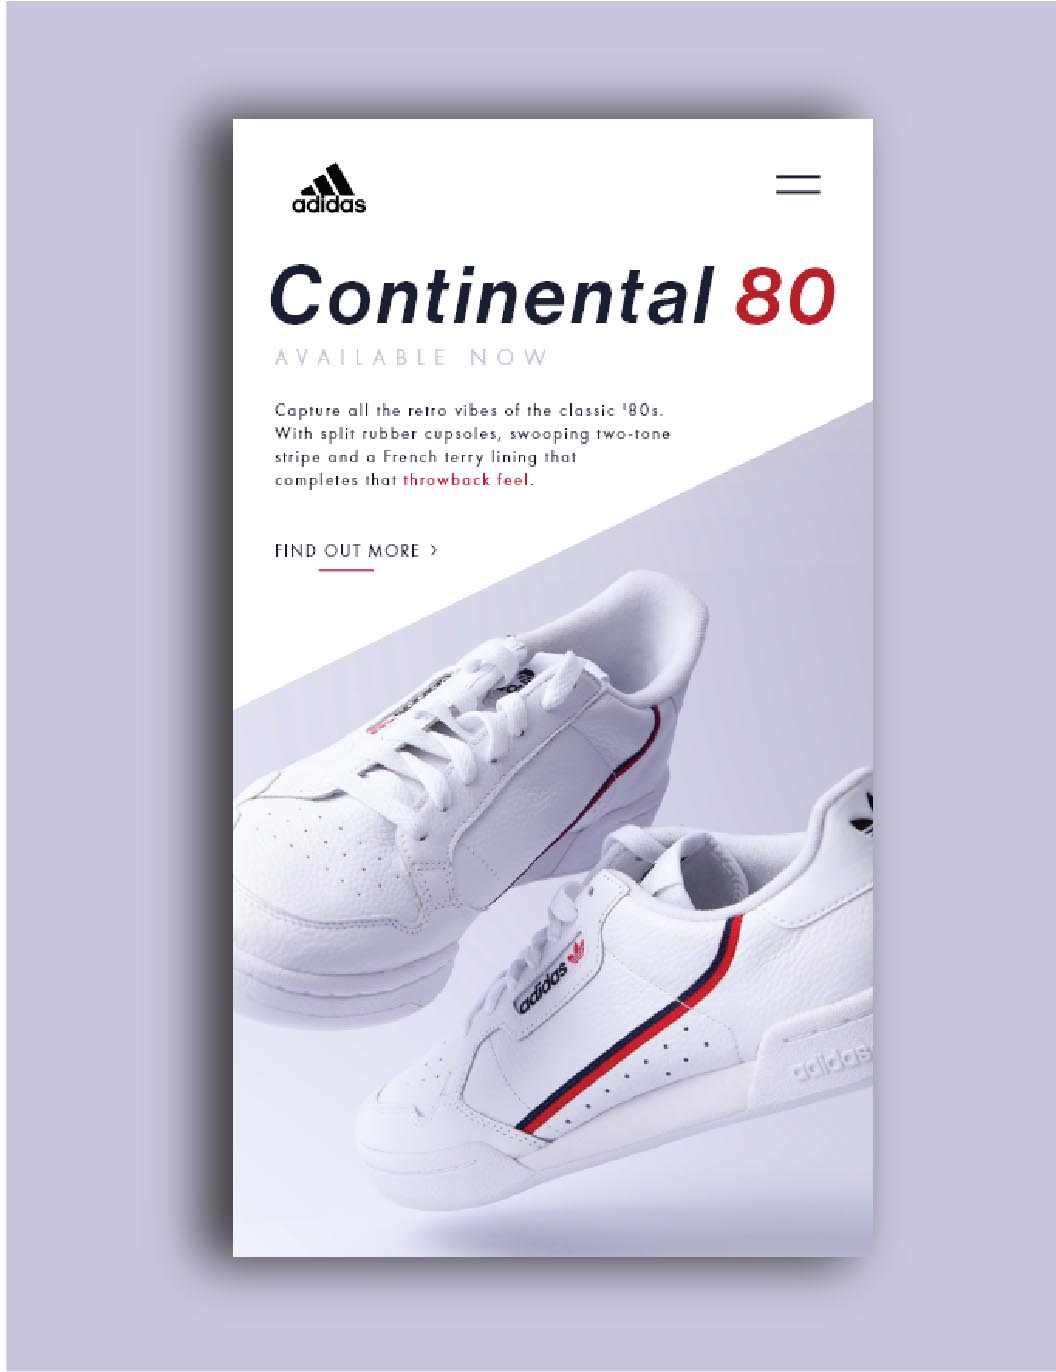 adidas
Continental 80
AVAILABLE NOW
Capture all the retro vibes of the classic '80s.
With split rubber cupsoles, swooping two-tone
stripe and a French terry lining that
completes that throwback feel.
FIND OUT MORE >
adidas
adidas